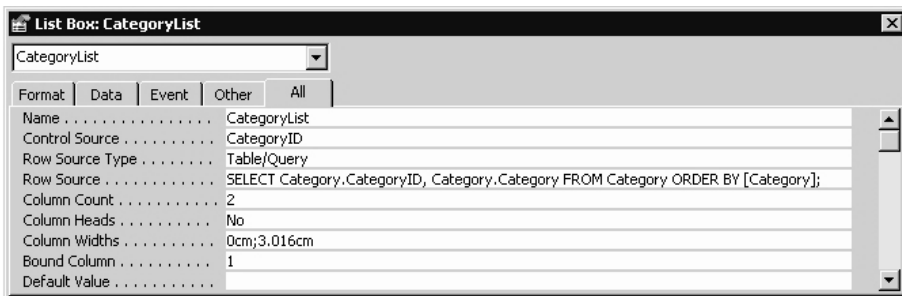 List Box: CategoryList
CategoryList
Format Data Event Other All
Name . . . . . . . . . . . . . . . . CategoryList
Control Source . . . . . . . . . . . CategoryID
Row Source Type . . . . . . . . Table/Query
Row Source . . . . . . . . . . . . SELECT Category.CategoryID, Category.Category FROM Category ORDER BY [Category];
Column Count . . . . . . . . . . . 2
Column Heads . . . . . . . . . . No
Column Widths . . . . . . . . . . 0cm;3.016cm
Bound Column . . . . . . . . . . 1
Default Value . . . . . . . . . . .